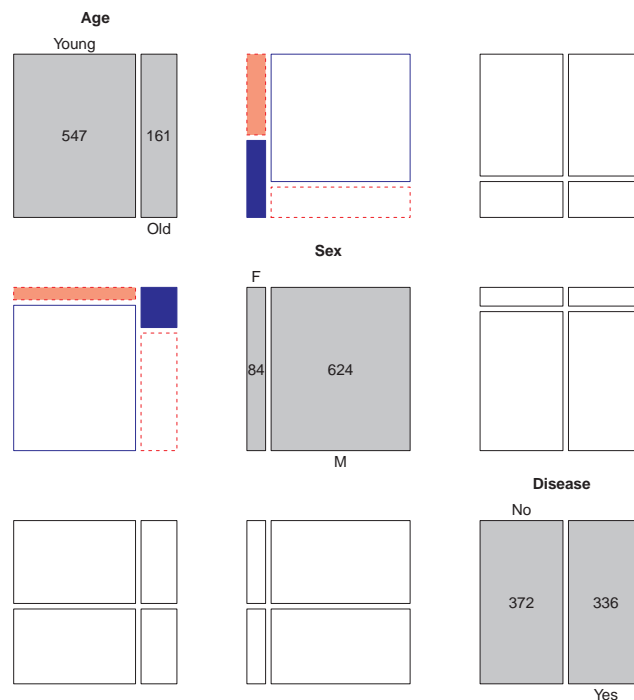 Age
Young
547
161
Old
Sex
F
84
624
M
Disease
No
372
336
Yes